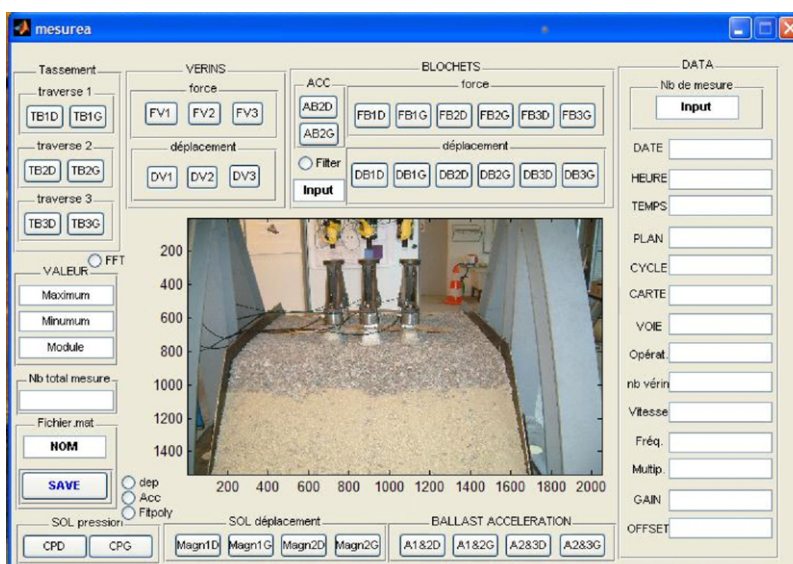 mesurea
Tassement
traverse 1
TB1D TB1G
traverse 2
TB2D TB2G
traverse 3
TB3D TB3G
FFT
VERINS
force
FV1 FV2 FV3
déplacement
DV1 DV2 DV3
BLOCHETS
ACC
AB2D
AB2G
Filter
Input
force
FB1D FB1G FB2D FB2G FB3D FB3G
déplacement
DB1D DB1G DB2D DB2G DB3D DB3G
DATA
Nb de mesure
Input
DATE
HEURE
TEMPS
PLAN
CYCLE
CARTE
VOIE
Opérat.
nb vérin
Vitesse
Fréq.
Multip.
GAIN
OFFSET
VALEUR
Maximum
Minumum
Module
Nb total mesure
Fichier.mat
NOM
SAVE
dep
Acc
Fitpoly
200
400
600
800
1000
1200
1400
200 400 600 800 1000 1200 1400 1600 1800 2000
SOL pression
CPD CPG
SOL déplacement
Magn1D Magn1G Magn2D Magn2G
BALLAST ACCELERATION
A1&2D A1&2G A2&3D A2&3G